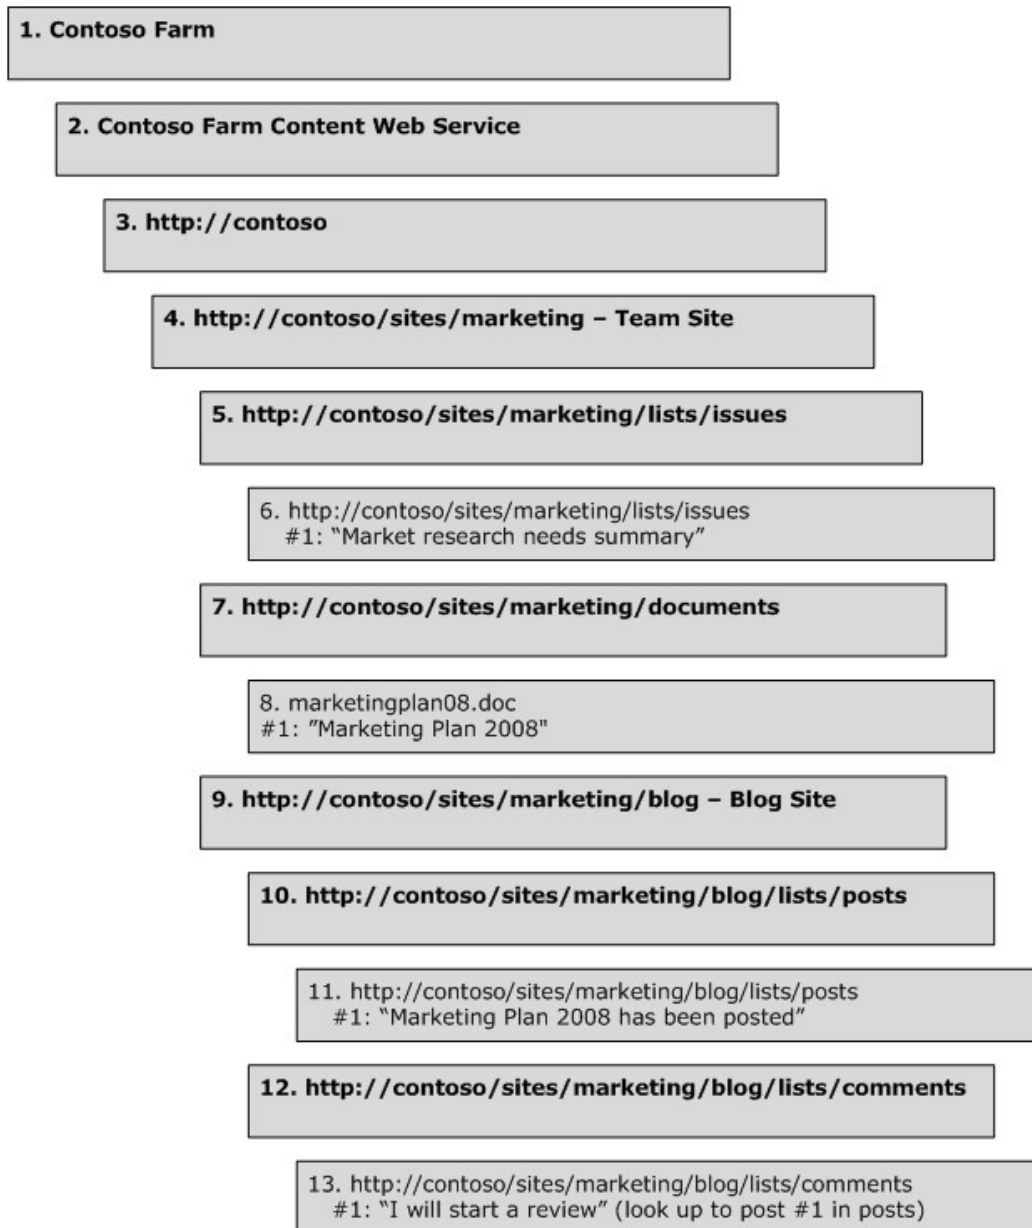 1. Contoso Farm
2. Contoso Farm Content Web Service
3. http://contoso
4. http://contoso/sites/marketing – Team Site
5. http://contoso/sites/marketing/lists/issues
6. http://contoso/sites/marketing/lists/issues
#1: “Market research needs summary”
7. http://contoso/sites/marketing/documents
8. marketingplan08.doc
#1: ”Marketing Plan 2008"
9. http://contoso/sites/marketing/blog – Blog Site
10. http://contoso/sites/marketing/blog/lists/posts
11. http://contoso/sites/marketing/blog/lists/posts
#1: “Marketing Plan 2008 has been posted”
12. http://contoso/sites/marketing/blog/lists/comments
13. http://contoso/sites/marketing/blog/lists/comments
#1: “I will start a review” (look up to post #1 in posts)